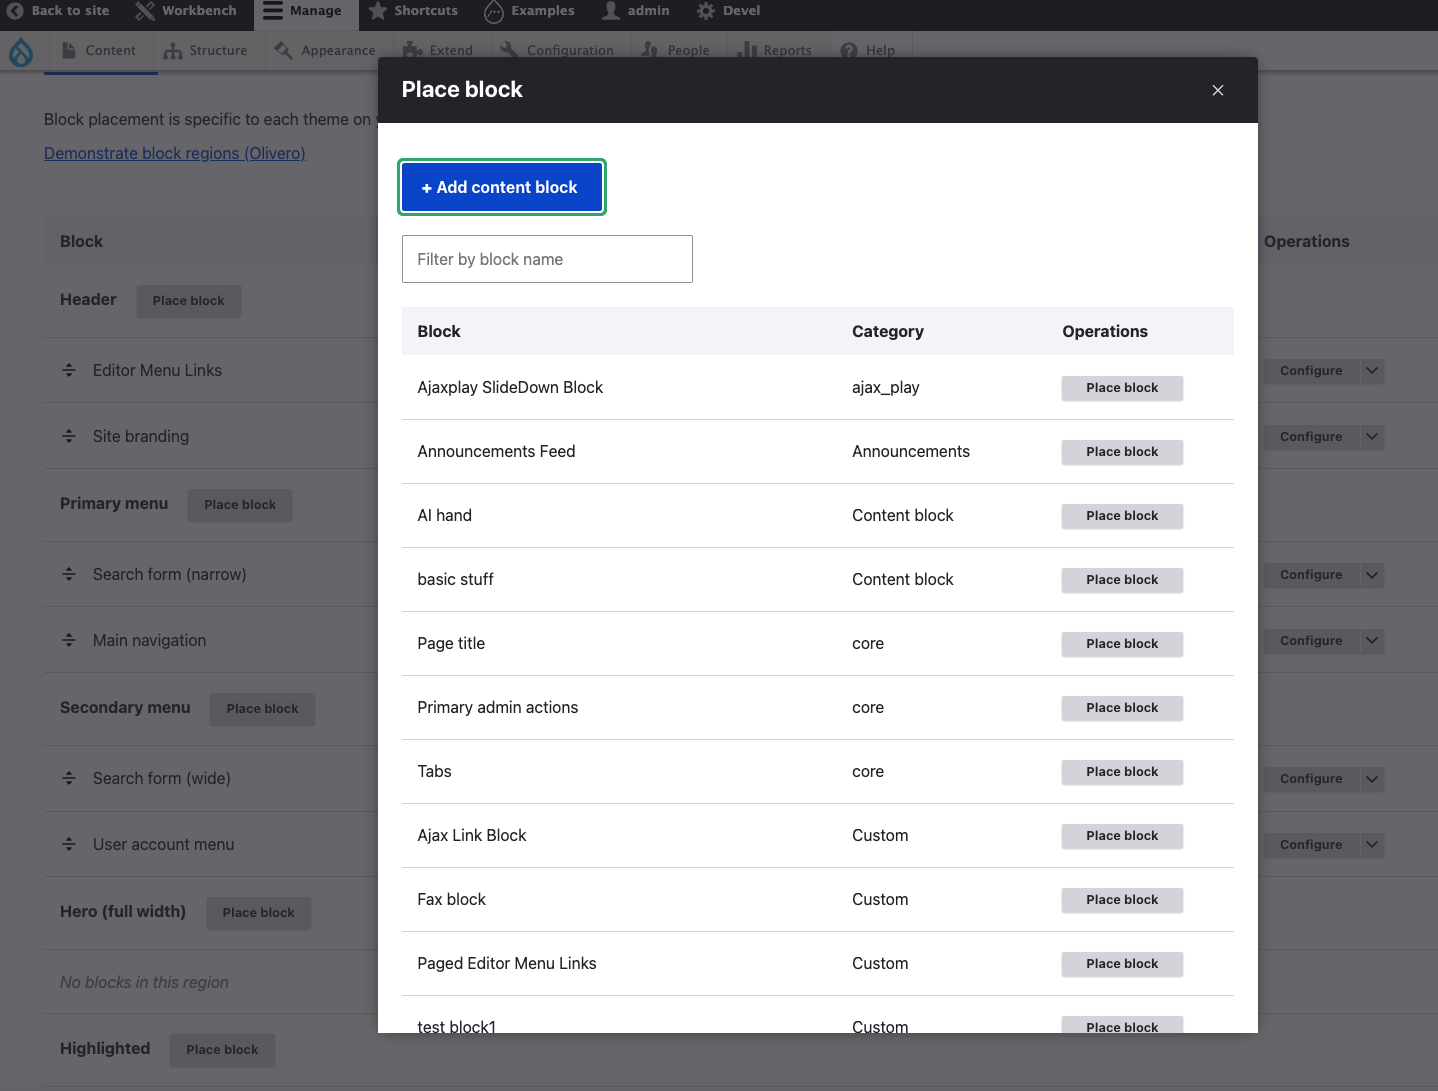 Back to site Workbench Manage Shortcuts Examples admin Devel
Content Structure Appearance Extend Configuration People Reports Help
Place block
Block placement is specific to each theme on y
Demonstrate block regions (Olivero)
+ Add content block
Filter by block name
Block Operations
Header Place block
Editor Menu Links Configure
Site branding Configure
Primary menu Place block
Search form (narrow) Configure
Main navigation Configure
Secondary menu Place block
Search form (wide) Configure
User account menu Configure
Hero (full width) Place block
No blocks in this region
Highlighted Place block
Block Category Operations
Ajaxplay SlideDown Block ajax_play Place block
Announcements Feed Announcements Place block
AI hand Content block Place block
basic stuff Content block Place block
Page title core Place block
Primary admin actions core Place block
Tabs core Place block
Ajax Link Block Custom Place block
Fax block Custom Place block
Paged Editor Menu Links Custom Place block
test block1 Custom Place block